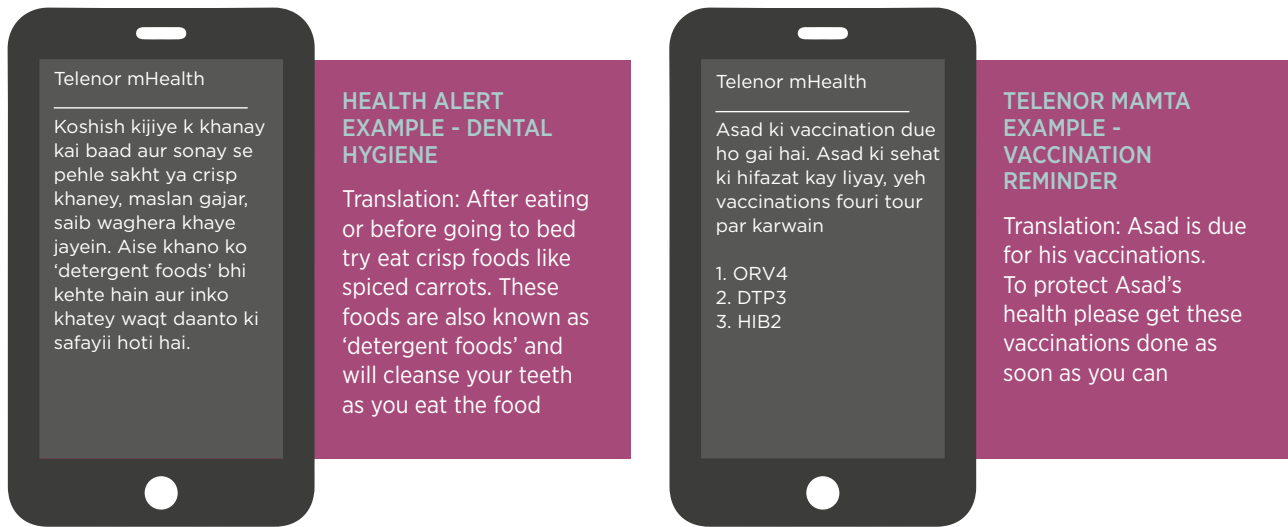 Telenor mHealth
Koshish kijiye k khanay
kai baad aur sonay se
pehle sakht ya crisp
khaney, maslan gajar,
saib waghera khaye
jayein. Aise khano ko
‘detergent foods’ bhi
kehte hain aur inko
khatey waqt daanto ki
safayii hoti hai.
HEALTH ALERT
EXAMPLE - DENTAL
HYGIENE
Translation: After eating
or before going to bed
try eat crisp foods like
spiced carrots. These
foods are also known as
‘detergent foods’ and
will cleanse your teeth
as you eat the food
Telenor mHealth
Asad ki vaccination due
ho gai hai. Asad ki sehat
ki hifazat kay liyay, yeh
vaccinations fouri tour
par karwain
1. ORV4
2. DTP3
3. HIB2
TELENOR MAMTA
EXAMPLE -
VACCINATION
REMINDER
Translation: Asad is due
for his vaccinations.
To protect Asad’s
health please get these
vaccinations done as
soon as you can